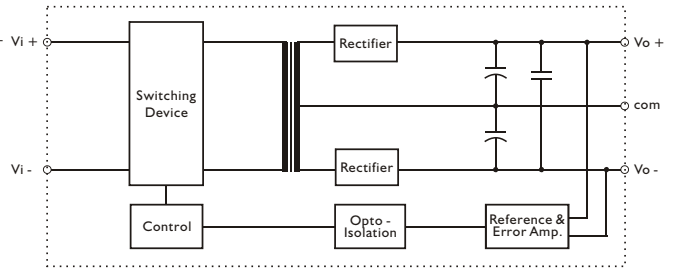 Vi +
Switching
Device
Rectifier
Vo +
com
Vi -
Rectifier
Vo -
Control
Opto -
Isolation
Reference &
Error Amp.